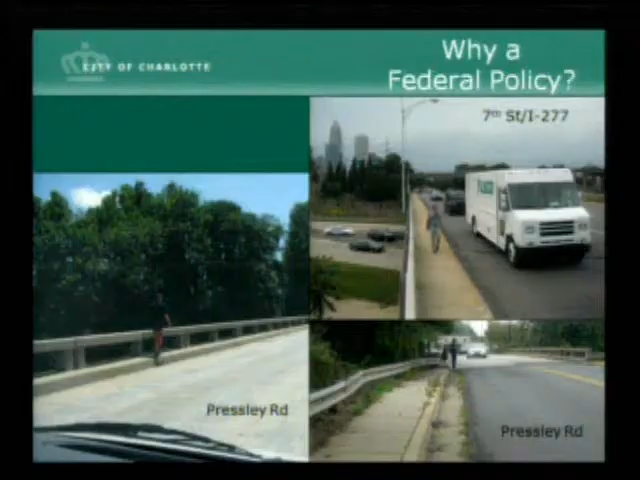 CITY OF CHARLOTTE
Why a
Federal Policy?
7th St/I-277
Pressley Rd
Pressley Rd